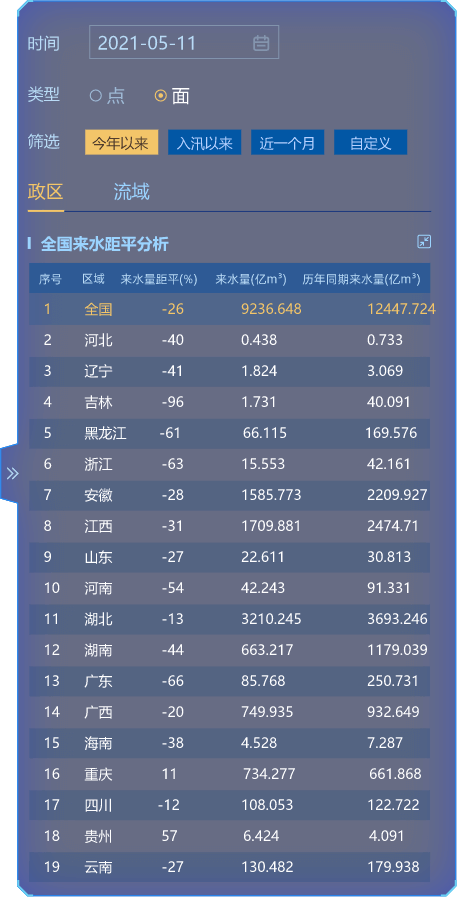 时间 2021-05-11
类型 点 面
筛选 今年以来 入汛以来 近一个月 自定义
政区 流域
全国来水距平分析
序号 区域 来水量距平(%) 来水量(亿m³) 历年同期来水量(亿m³)
1 全国 -26 9236.648 12447.724
2 河北 -40 0.438 0.733
3 辽宁 -41 1.824 3.069
4 吉林 -96 1.731 40.091
5 黑龙江 -61 66.115 169.576
6 浙江 -63 15.553 42.161
7 安徽 -28 1585.773 2209.927
8 江西 -31 1709.881 2474.71
9 山东 -27 22.611 30.813
10 河南 -54 42.243 91.331
11 湖北 -13 3210.245 3693.246
12 湖南 -44 663.217 1179.039
13 广东 -66 85.768 250.731
14 广西 -20 749.935 932.649
15 海南 -38 4.528 7.287
16 重庆 11 734.277 661.868
17 四川 -12 108.053 122.722
18 贵州 57 6.424 4.091
19 云南 -27 130.482 179.938